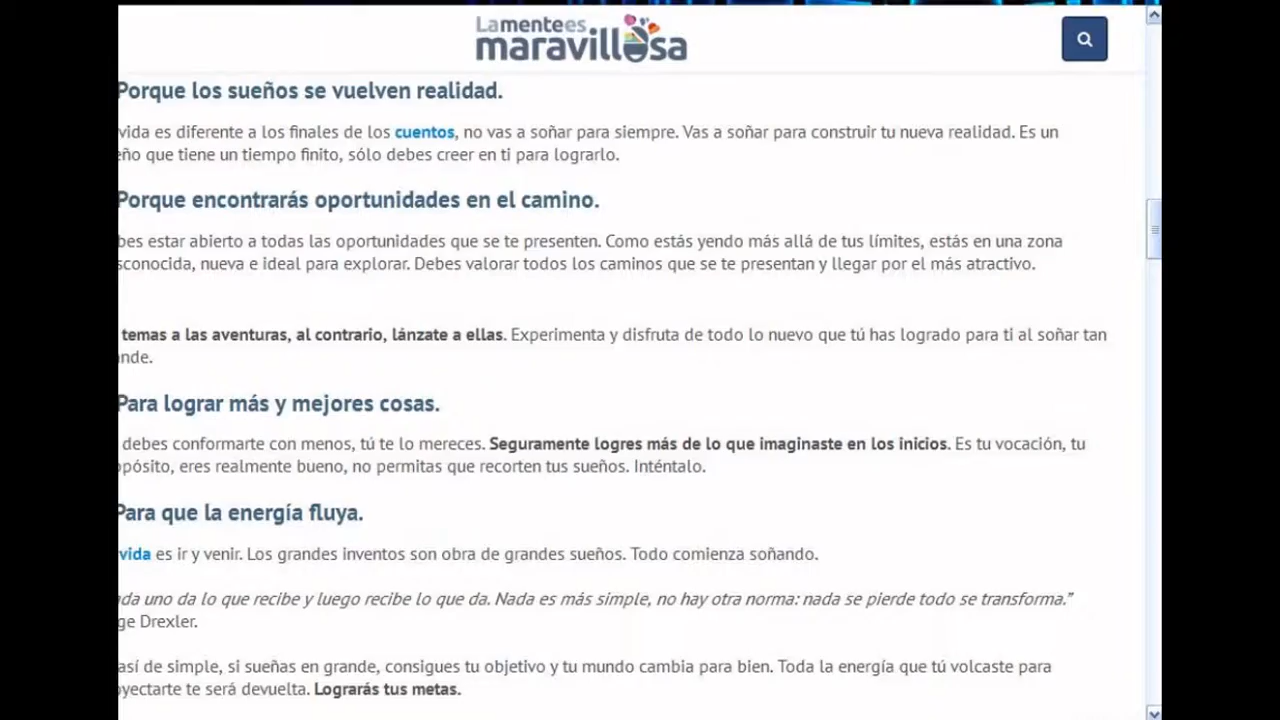 Lamentees
maravillosa
Porque los sueños se vuelven realidad.
vida es diferente a los finales de los cuentos, no vas a soñar para siempre. Vas a soñar para construir tu nueva realidad. Es un
eño que tiene un tiempo finito, sólo debes creer en ti para lograrlo.
Porque encontrarás oportunidades en el camino.
bes estar abierto a todas las oportunidades que se te presenten. Como estás yendo más allá de tus límites, estás en una zona
sconocida, nueva e ideal para explorar. Debes valorar todos los caminos que se te presentan y llegar por el más atractivo.
temas a las aventuras, al contrario, lánzate a ellas. Experimenta y disfruta de todo lo nuevo que tú has logrado para ti al soñar tan
ande.
Para lograr más y mejores cosas.
debes conformarte con menos, tú te lo mereces. Seguramente logres más de lo que imaginaste en los inicios. Es tu vocación, tu
opósito, eres realmente bueno, no permitas que recorten tus sueños. Inténtalo.
Para que la energía fluya.
vida es ir y venir. Los grandes inventos son obra de grandes sueños. Todo comienza soñando.
ada uno da lo que recibe y luego recibe lo que da. Nada es más simple, no hay otra norma: nada se pierde todo se transforma.”
ge Drexler.
así de simple, si sueñas en grande, consigues tu objetivo y tu mundo cambia para bien. Toda la energía que tú volcaste para
oyectarte te será devuelta. Lograrás tus metas.